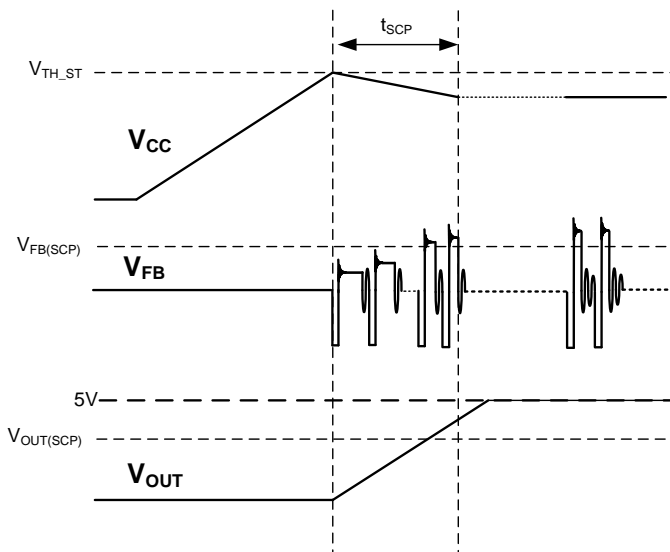 tSCP
VTH_ST
VCC
VFB(SCP)
VFB
5V
VOUT(SCP)
VOUT